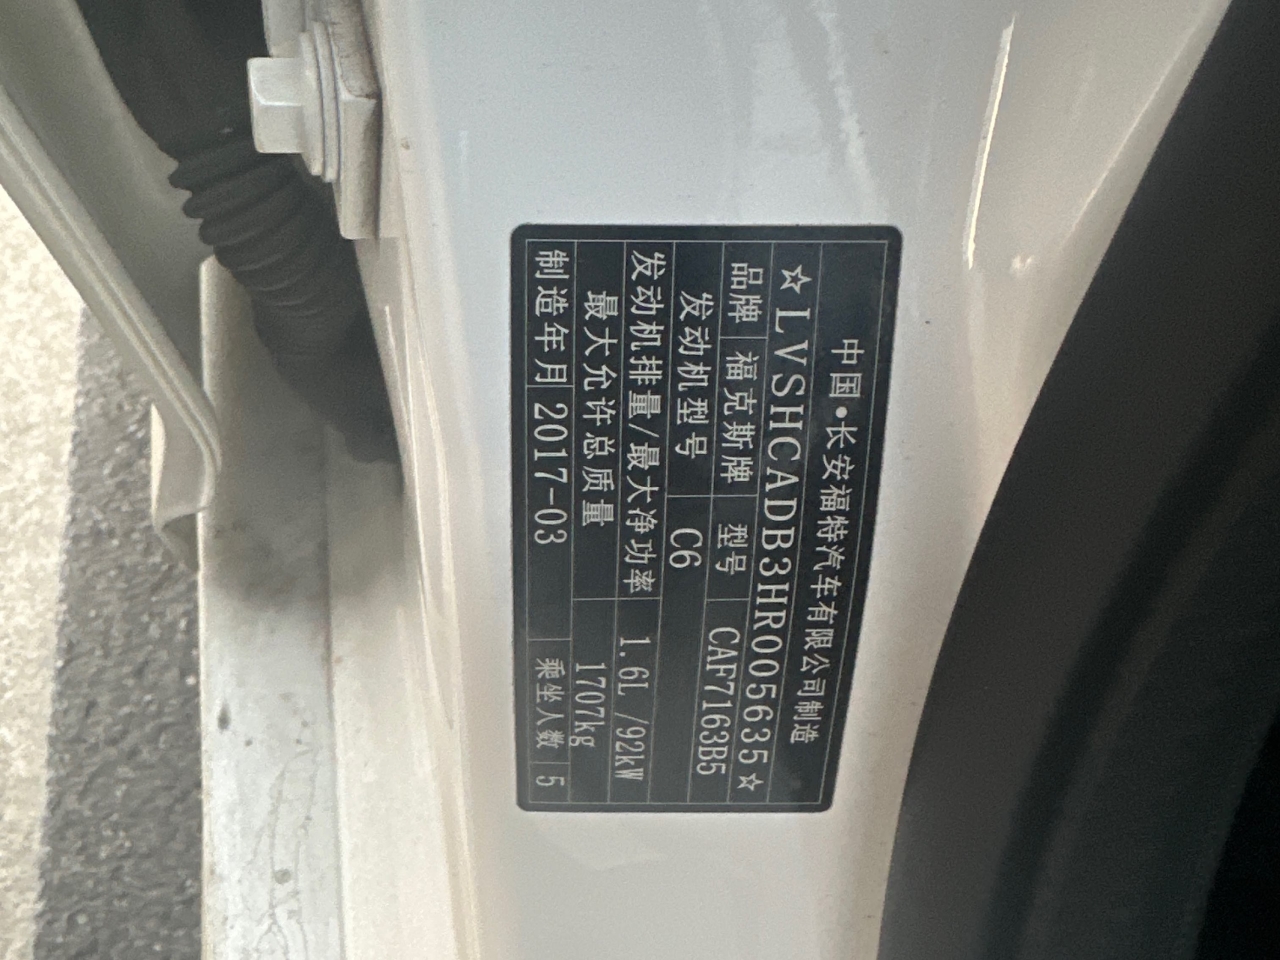 中国•长安福特汽车有限公司制造
☆LVSHCADB3HR005635☆
品牌 福克斯牌 型号 CAF7163B5
发动机型号 C6
发动机排量/最大净功率 1.6L /92kW
最大允许总质量 1707kg
制造年月 2017-03 乘坐人数 5